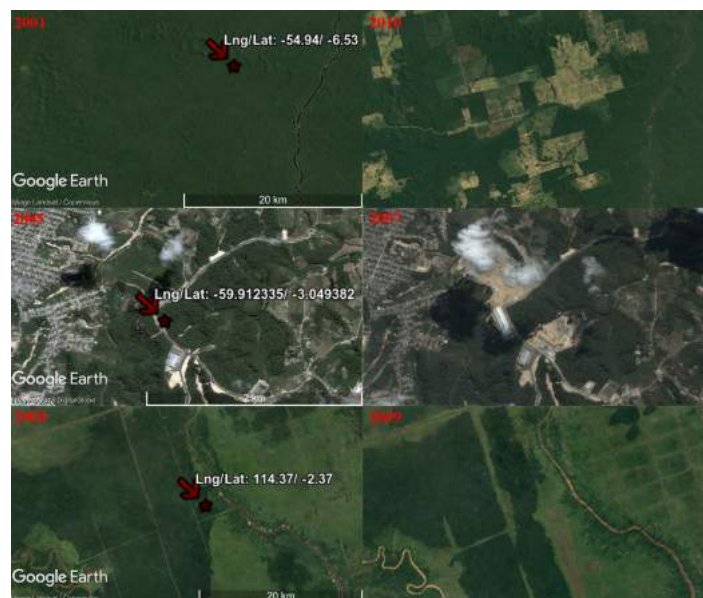 2001
2010
Lng/Lat: -54.94/ -6.53
Google Earth
20 km
2007
Lng/Lat: -59.912335/ -3.049382
Google Earth
2009
Lng/Lat: 114.37/ -2.37
Google Earth
20 km